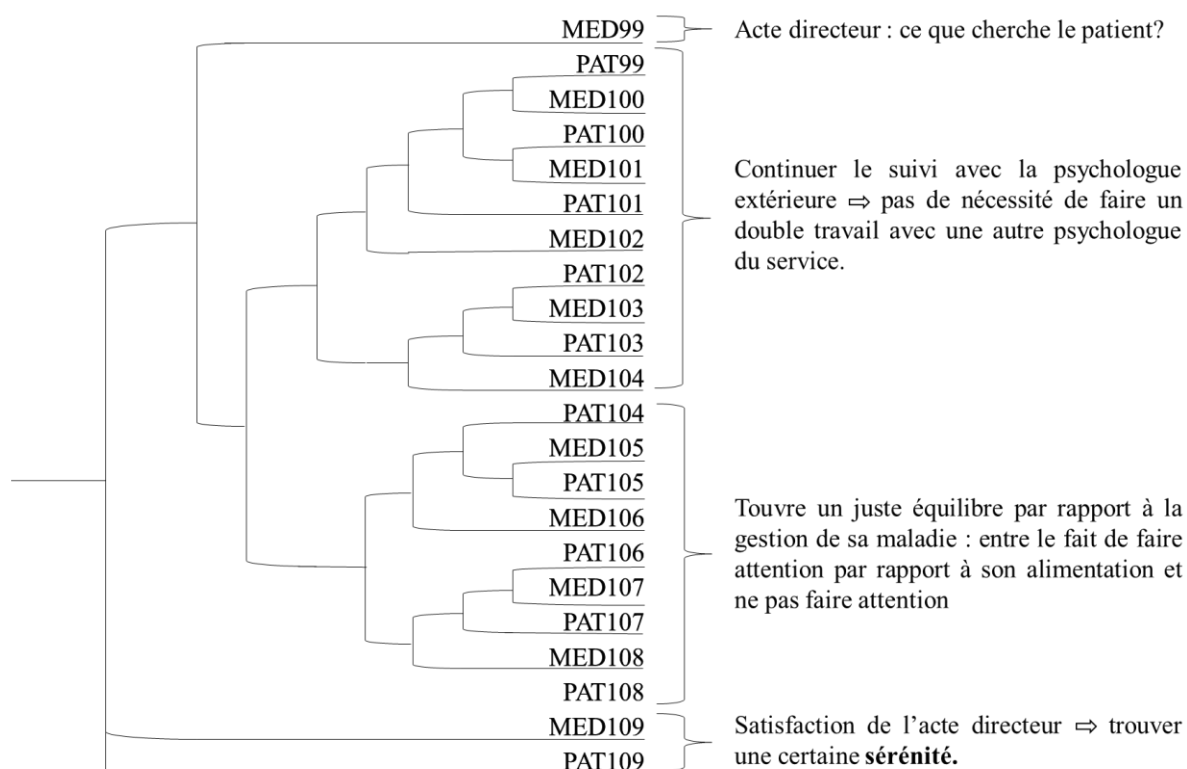 MED99 Acte directeur : ce que cherche le patient?
PAT99
MED100
PAT100
MED101
PAT101
MED102
PAT102
MED103
PAT103
MED104
Continuer le suivi avec la psychologue
extérieure ⇨ pas de nécessité de faire un
double travail avec une autre psychologue
du service.
PAT104
MED105
PAT105
MED106
PAT106
MED107
PAT107
MED108
PAT108
Touvre un juste équilibre par rapport à la
gestion de sa maladie : entre le fait de faire
attention par rapport à son alimentation et
ne pas faire attention
MED109
PAT109
Satisfaction de l’acte directeur ⇨ trouver
une certaine sérénité.